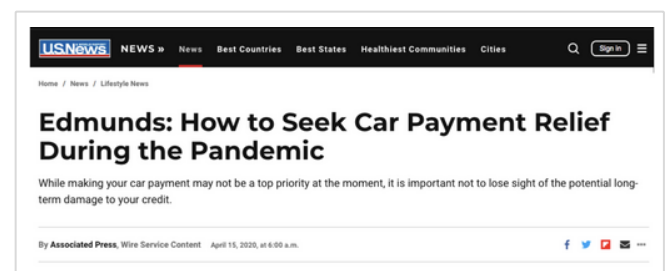 U.S.News NEWS » News Best Countries Best States Healthiest Communities Cities Sign in
Home / News / Lifestyle News
Edmunds: How to Seek Car Payment Relief
During the Pandemic
While making your car payment may not be a top priority at the moment, it is important not to lose sight of the potential long-
term damage to your credit.
By Associated Press, Wire Service Content April 15, 2020, at 6:00 a.m.